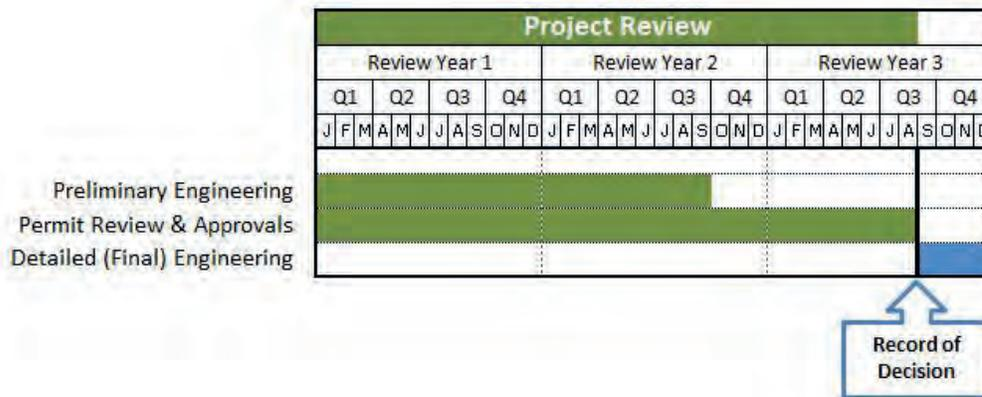 Project Review
Review Year 1 Review Year 2 Review Year 3
Q1 Q2 Q3 Q4 Q1 Q2 Q3 Q4 Q1 Q2 Q3 Q4
J F M A M J J A S O N D J F M A M J J A S O N D J F M A M J J A S O N D
Preliminary Engineering
Permit Review & Approvals
Detailed (Final) Engineering
Record of
Decision